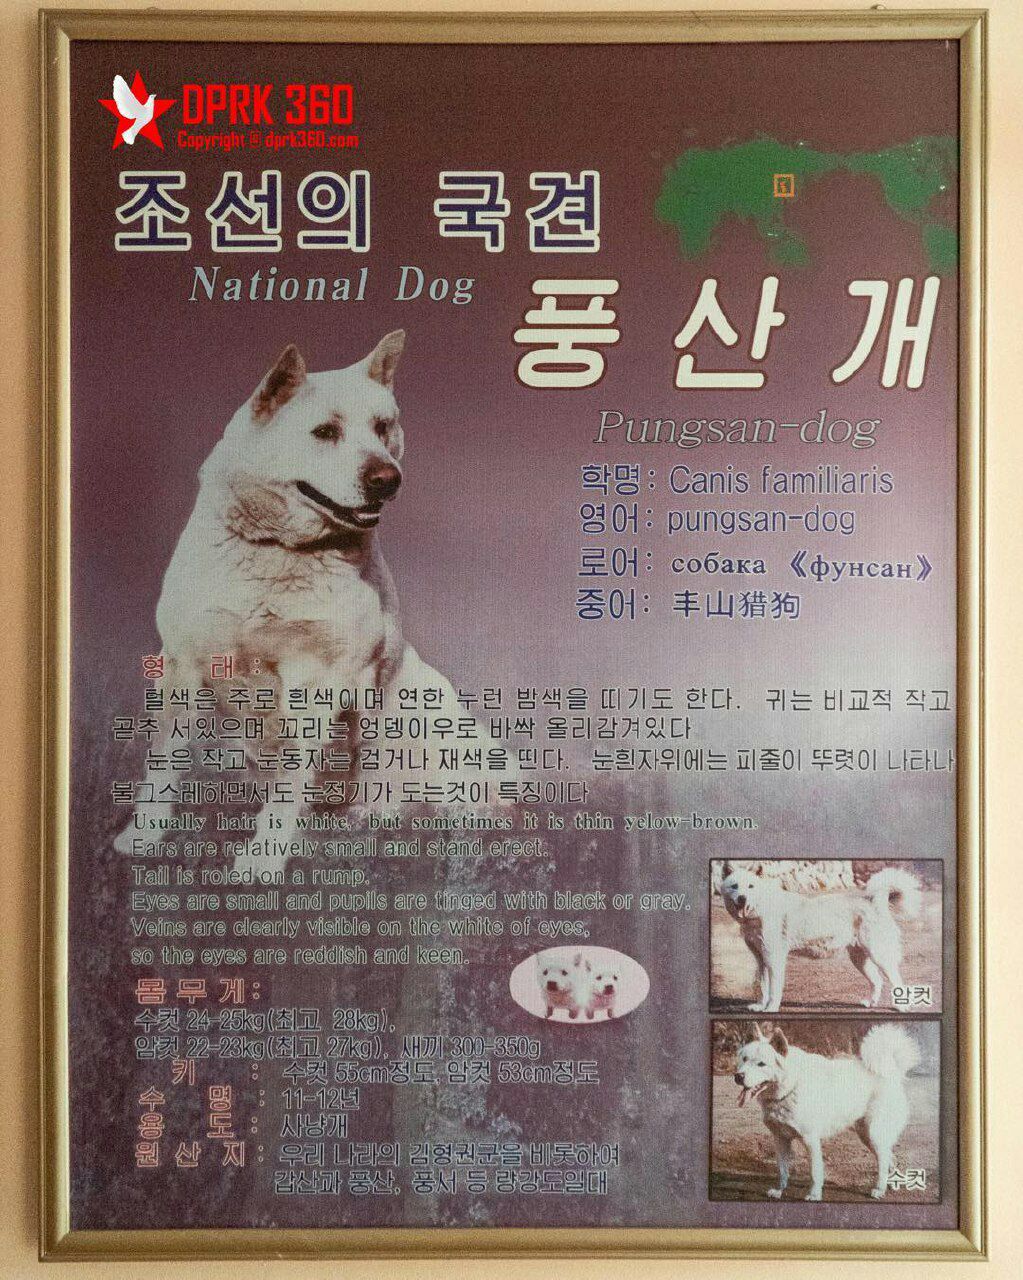 DPRK 360
Copyright @ dprk360.com
조선의 국견
National Dog
풍산개
Pungsan-dog
학명: Canis familiaris
영어: pungsan-dog
로어: собака 《фунсан》
중어: 丰山猎狗
형 태:
털색은 주로 흰색이며 연한 누런 밤색을 띠기도 한다. 귀는 비교적 작고
곧추 서있으며 꼬리는 엉뎅이우로 바싹 올리감겨있다
눈은 작고 눈동자는 검거나 재색을 띤다. 눈흰자위에는 피줄이 뚜렷이 나타나
불그스레하면서도 눈정기가 도는것이 특징이다
Usually hair is white, but sometimes it is thin yelow-brown.
Ears are relatively small and stand erect.
Tail is roled on a rump.
Eyes are small and pupils are tinged with black or gray.
Veins are clearly visible on the white of eyes,
so the eyes are reddish and keen.
몸무게:
수컷 24-25kg(최고 28kg),
암컷 22-23kg(최고 27kg), 새끼 300-350g
키 : 수컷 55cm정도, 암컷 53cm정도
수 명 : 11-12년
용 도 : 사냥개
원 산 지 : 우리 나라의 김형권군을 비롯하여
갑산과 풍산, 풍서 등 량강도일대
암컷
수컷